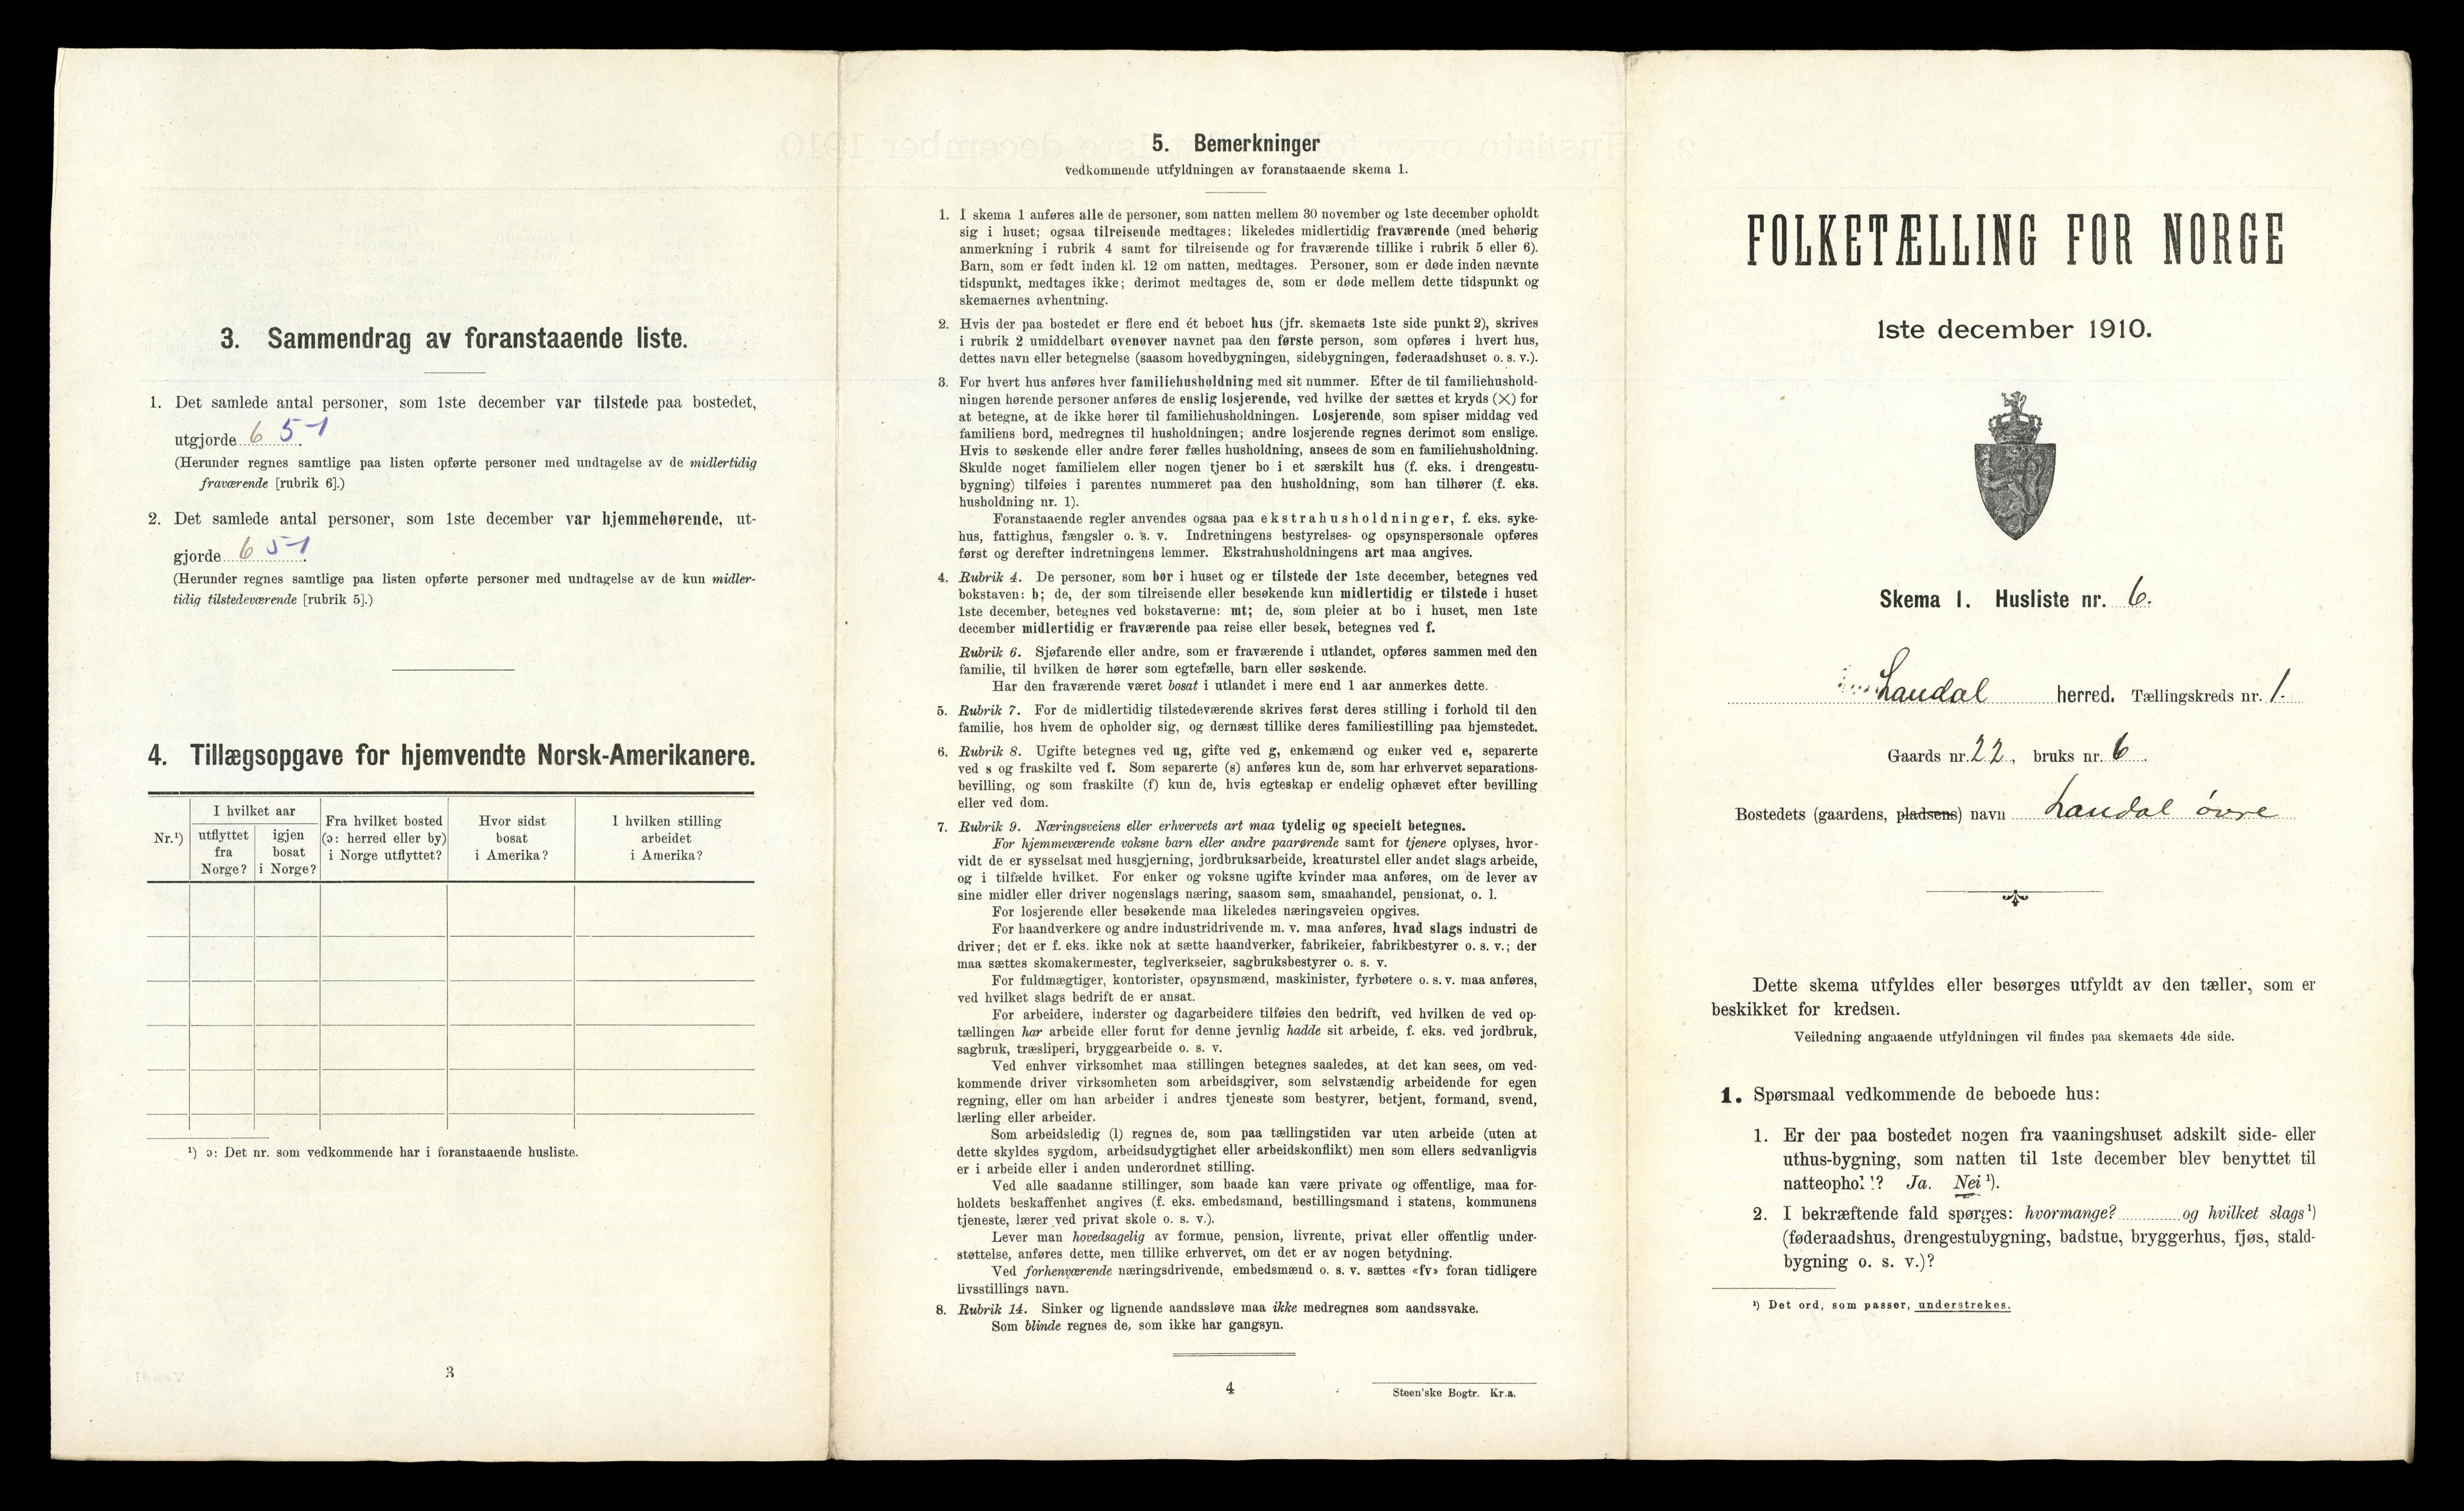 3. Sammendrag av foranstaaende liste.
1. Det samlede antal personer, som 1ste december var tilstede paa bostedet,
utgjorde 6 5-1.
(Herunder regnes samtlige paa listen opførte personer med undtagelse av de midlertidig
fraværende [rubrik 6].)
2. Det samlede antal personer, som 1ste december var hjemmehørende, ut-
gjorde 6 5-1.
(Herunder regnes samtlige paa listen opførte personer med undtagelse av de kun midler-
tidig tilstedeværende [rubrik 5].)
4. Tillægsopgave for hjemvendte Norsk-Amerikanere.
Nr.¹)
I hvilket aar
utflyttet
fra
Norge?
igjen
bosat
i Norge?
Fra hvilket bosted
(ɔ: herred eller by)
i Norge utflyttet?
Hvor sidst
bosat
i Amerika?
I hvilken stilling
arbeidet
i Amerika?
¹) ɔ: Det nr. som vedkommende har i foranstaaende husliste.
3
5. Bemerkninger
vedkommende utfyldningen av foranstaaende skema 1.
1. I skema 1 anføres alle de personer, som natten mellem 30 november og 1ste december opholdt
sig i huset; ogsaa tilreisende medtages; likeledes midlertidig fraværende (med behørig
anmerkning i rubrik 4 samt for tilreisende og for fraværende tillike i rubrik 5 eller 6).
Barn, som er født inden kl. 12 om natten, medtages. Personer, som er døde inden nævnte
tidspunkt, medtages ikke; derimot medtages de, som er døde mellem dette tidspunkt og
skemaernes avhentning.
2. Hvis der paa bostedet er flere end ét beboet hus (jfr. skemaets 1ste side punkt 2), skrives
i rubrik 2 umiddelbart ovenover navnet paa den første person, som opføres i hvert hus,
dettes navn eller betegnelse (saasom hovedbygningen, sidebygningen, føderaadshuset o. s. v.).
3. For hvert hus anføres hver familiehusholdning med sit nummer. Efter de til familiehushold-
ningen hørende personer anføres de enslig losjerende, ved hvilke der sættes et kryds (×) for
at betegne, at de ikke hører til familiehusholdningen. Losjerende, som spiser middag ved
familiens bord, medregnes til husholdningen; andre losjerende regnes derimot som enslige.
Hvis to søskende eller andre fører fælles husholdning, ansees de som en familiehusholdning.
Skulde noget familielem eller nogen tjener bo i et særskilt hus (f. eks. i drengestu-
bygning) tilføies i parentes nummeret paa den husholdning, som han tilhører (f. eks.
husholdning nr. 1).
Foranstaaende regler anvendes ogsaa paa ekstrahusholdninger, f. eks. syke-
hus, fattighus, fængsler o. s. v. Indretningens bestyrelses- og opsynspersonale opføres
først og derefter indretningens lemmer. Ekstrahusholdningens art maa angives.
4. Rubrik 4. De personer, som bor i huset og er tilstede der 1ste december, betegnes ved
bokstaven: b; de, der som tilreisende eller besøkende kun midlertidig er tilstede i huset
1ste december, betegnes ved bokstaverne: mt; de, som pleier at bo i huset, men 1ste
december midlertidig er fraværende paa reise eller besøk, betegnes ved f.
Rubrik 6. Sjøfarende eller andre, som er fraværende i utlandet, opføres sammen med den
familie, til hvilken de hører som egtefælle, barn eller søskende.
Har den fraværende været bosat i utlandet i mere end 1 aar anmerkes dette.
5. Rubrik 7. For de midlertidig tilstedeværende skrives først deres stilling i forhold til den
familie, hos hvem de opholder sig, og dernæst tillike deres familiestilling paa hjemstedet.
6. Rubrik 8. Ugifte betegnes ved ug, gifte ved g, enkemænd og enker ved e, separerte
ved s og fraskilte ved f. Som separerte (s) anføres kun de, som har erhvervet separations-
bevilling, og som fraskilte (f) kun de, hvis egteskap er endelig ophævet efter bevilling
eller ved dom.
7. Rubrik 9. Næringsveiens eller erhvervets art maa tydelig og specielt betegnes.
For hjemmeværende voksne barn eller andre paarørende samt for tjenere oplyses, hvor-
vidt de er sysselsat med husgjerning, jordbruksarbeide, kreaturstel eller andet slags arbeide,
og i tilfælde hvilket. For enker og voksne ugifte kvinder maa anføres, om de lever av
sine midler eller driver nogenslags næring, saasom søm, smaahandel, pensionat, o. l.
For losjerende eller besøkende maa likeledes næringsveien opgives.
For haandverkere og andre industridrivende m. v. maa anføres, hvad slags industri de
driver; det er f. eks. ikke nok at sætte haandverker, fabrikeier, fabrikbestyrer o. s. v.; der
maa sættes skomakermester, teglverkseier, sagbruksbestyrer o. s. v.
For fuldmægtiger, kontorister, opsynsmænd, maskinister, fyrbøtere o. s. v. maa anføres,
ved hvilket slags bedrift de er ansat.
For arbeidere, inderster og dagarbeidere tilføies den bedrift, ved hvilken de ved op-
tællingen har arbeide eller forut for denne jevnlig hadde sit arbeide, f. eks. ved jordbruk,
sagbruk, træsliperi, bryggearbeide o. s. v.
Ved enhver virksomhet maa stillingen betegnes saaledes, at det kan sees, om ved-
kommende driver virksomheten som arbeidsgiver, som selvstændig arbeidende for egen
regning, eller om han arbeider i andres tjeneste som bestyrer, betjent, formand, svend,
lærling eller arbeider.
Som arbeidsledig (l) regnes de, som paa tællingstiden var uten arbeide (uten at
dette skyldes sygdom, arbeidsudygtighet eller arbeidskonflikt) men som ellers sedvanligvis
er i arbeide eller i anden underordnet stilling.
Ved alle saadanne stillinger, som baade kan være private og offentlige, maa for-
holdets beskaffenhet angives (f. eks. embedsmand, bestillingsmand i statens, kommunens
tjeneste, lærer ved privat skole o. s. v.).
Lever man hovedsagelig av formue, pension, livrente, privat eller offentlig under-
støttelse, anføres dette, men tillike erhvervet, om det er av nogen betydning.
Ved forhenværende næringsdrivende, embedsmænd o. s. v. sættes «fv» foran tidligere
livsstillings navn.
8. Rubrik 14. Sinker og lignende aandssløve maa ikke medregnes som aandssvake.
Som blinde regnes de, som ikke har gangsyn.
4
Steen'ske Bogtr. Kr.a.
FOLKETÆLLING FOR NORGE
1ste december 1910.
Skema 1. Husliste nr. 6.
Laudal herred. Tællingskreds nr. 1.
Gaards nr. 22, bruks nr. 6.
Bostedets (gaardens, pladsens) navn Laudal övre
Dette skema utfyldes eller besørges utfyldt av den tæller, som er
beskikket for kredsen.
Veiledning angaaende utfyldningen vil findes paa skemaets 4de side.
1. Spørsmaal vedkommende de beboede hus:
1. Er der paa bostedet nogen fra vaaningshuset adskilt side- eller
uthus-bygning, som natten til 1ste december blev benyttet til
natteophold? Ja. Nei ¹).
2. I bekræftende fald spørges: hvormange? og hvilket slags ¹)
(føderaadshus, drengestubygning, badstue, bryggerhus, fjøs, stald-
bygning o. s. v.)?
¹) Det ord, som passer, understrekes.